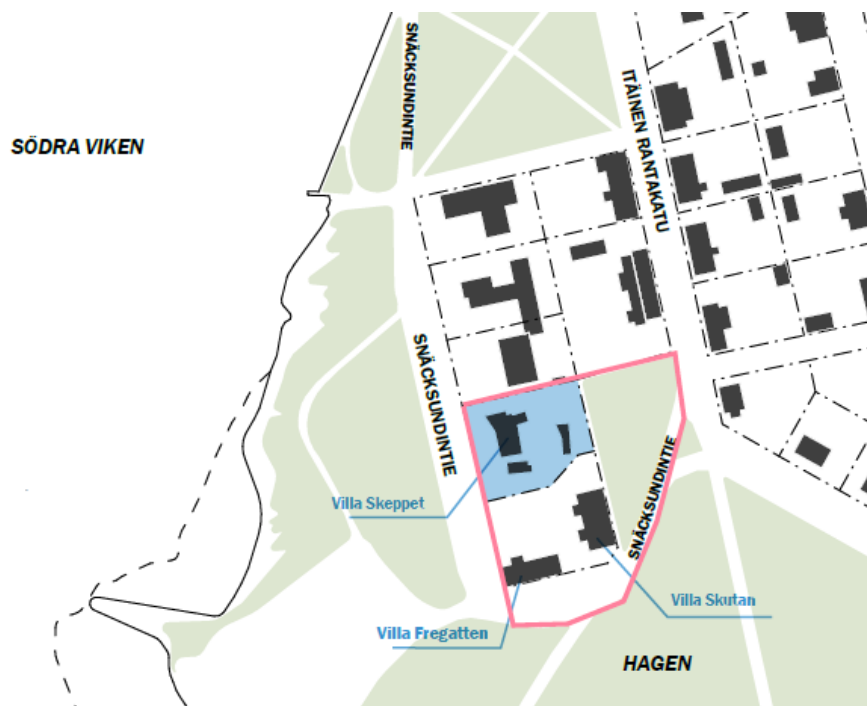 SNÄCKSUNDINTIE
ITÄINEN RANTAKATU
SÖDRA VIKEN
SNÄCKSUNDINTIE
SNÄCKSUNDINTIE
Villa Skeppet
Villa Skutan
Villa Fregatten
HAGEN